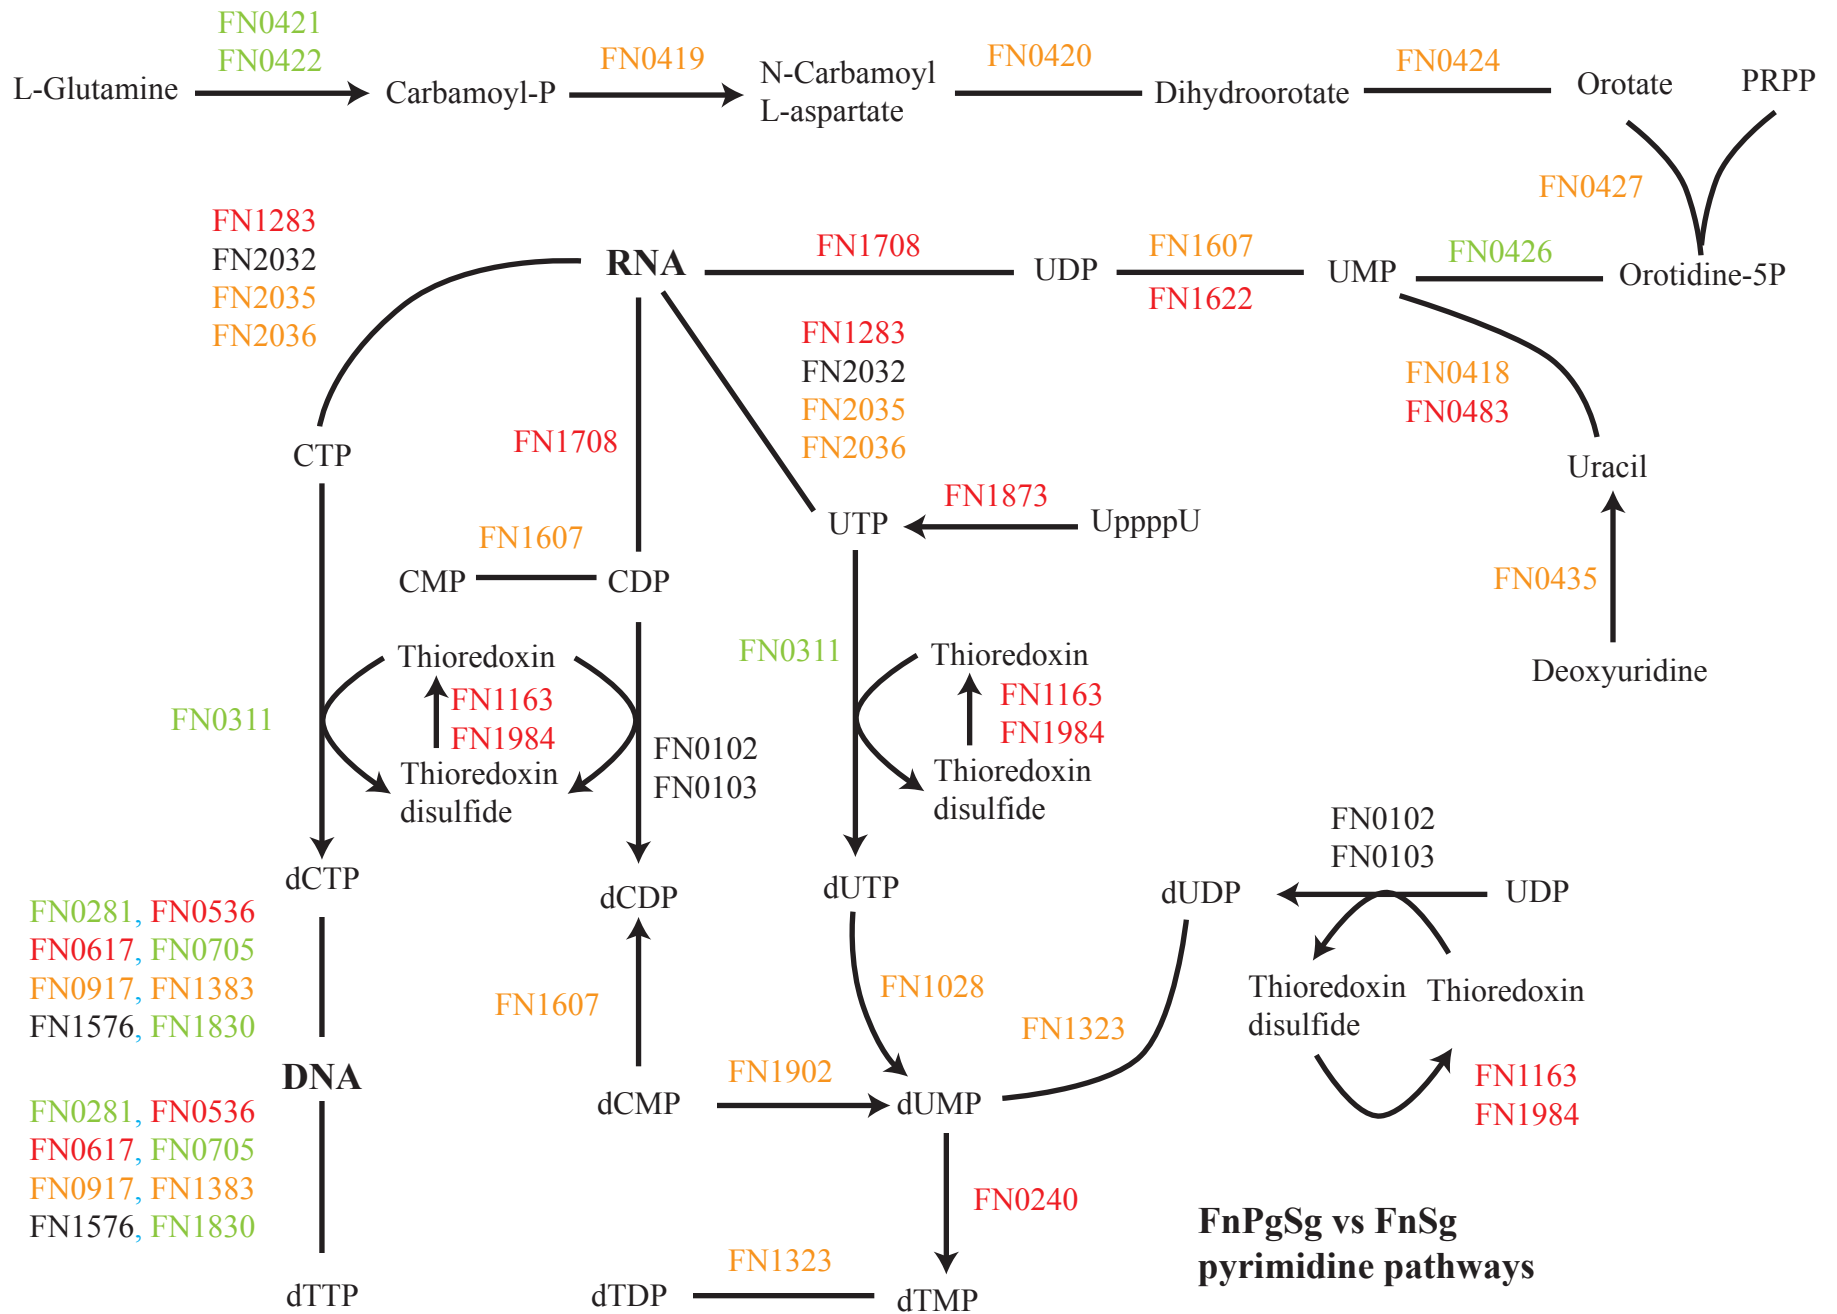 FN0421
FN0422
L-Glutamine
Carbamoyl-P
FN0419
N-Carbamoyl
L-aspartate
FN0420
Dihydroorotate
FN0424
Orotate
PRPP
FN0427
FN1283
FN2032
FN2035
FN2036
RNA
FN1708
UDP
FN1607
FN1622
UMP
FN0426
Orotidine-5P
FN1283
FN2032
FN2035
FN2036
FN0418
FN0483
CTP
FN1708
Uracil
UTP
FN1873
UppppU
FN1607
CMP
CDP
FN0435
Deoxyuridine
FN0311
Thioredoxin
FN1163
FN1984
Thioredoxin
disulfide
FN0102
FN0103
FN0311
Thioredoxin
FN1163
FN1984
Thioredoxin
disulfide
FN0102
FN0103
dCTP
dCDP
dUTP
dUDP
UDP
FN0281, FN0536
FN0617, FN0705
FN0917, FN1383
FN1576, FN1830
FN1607
FN1028
FN1323
Thioredoxin
disulfide
Thioredoxin
FN1163
FN1984
DNA
FN1902
dCMP
dUMP
FN0281, FN0536
FN0617, FN0705
FN0917, FN1383
FN1576, FN1830
FN0240
FnPgSg vs FnSg
pyrimidine pathways
dTTP
FN1323
dTDP
dTMP